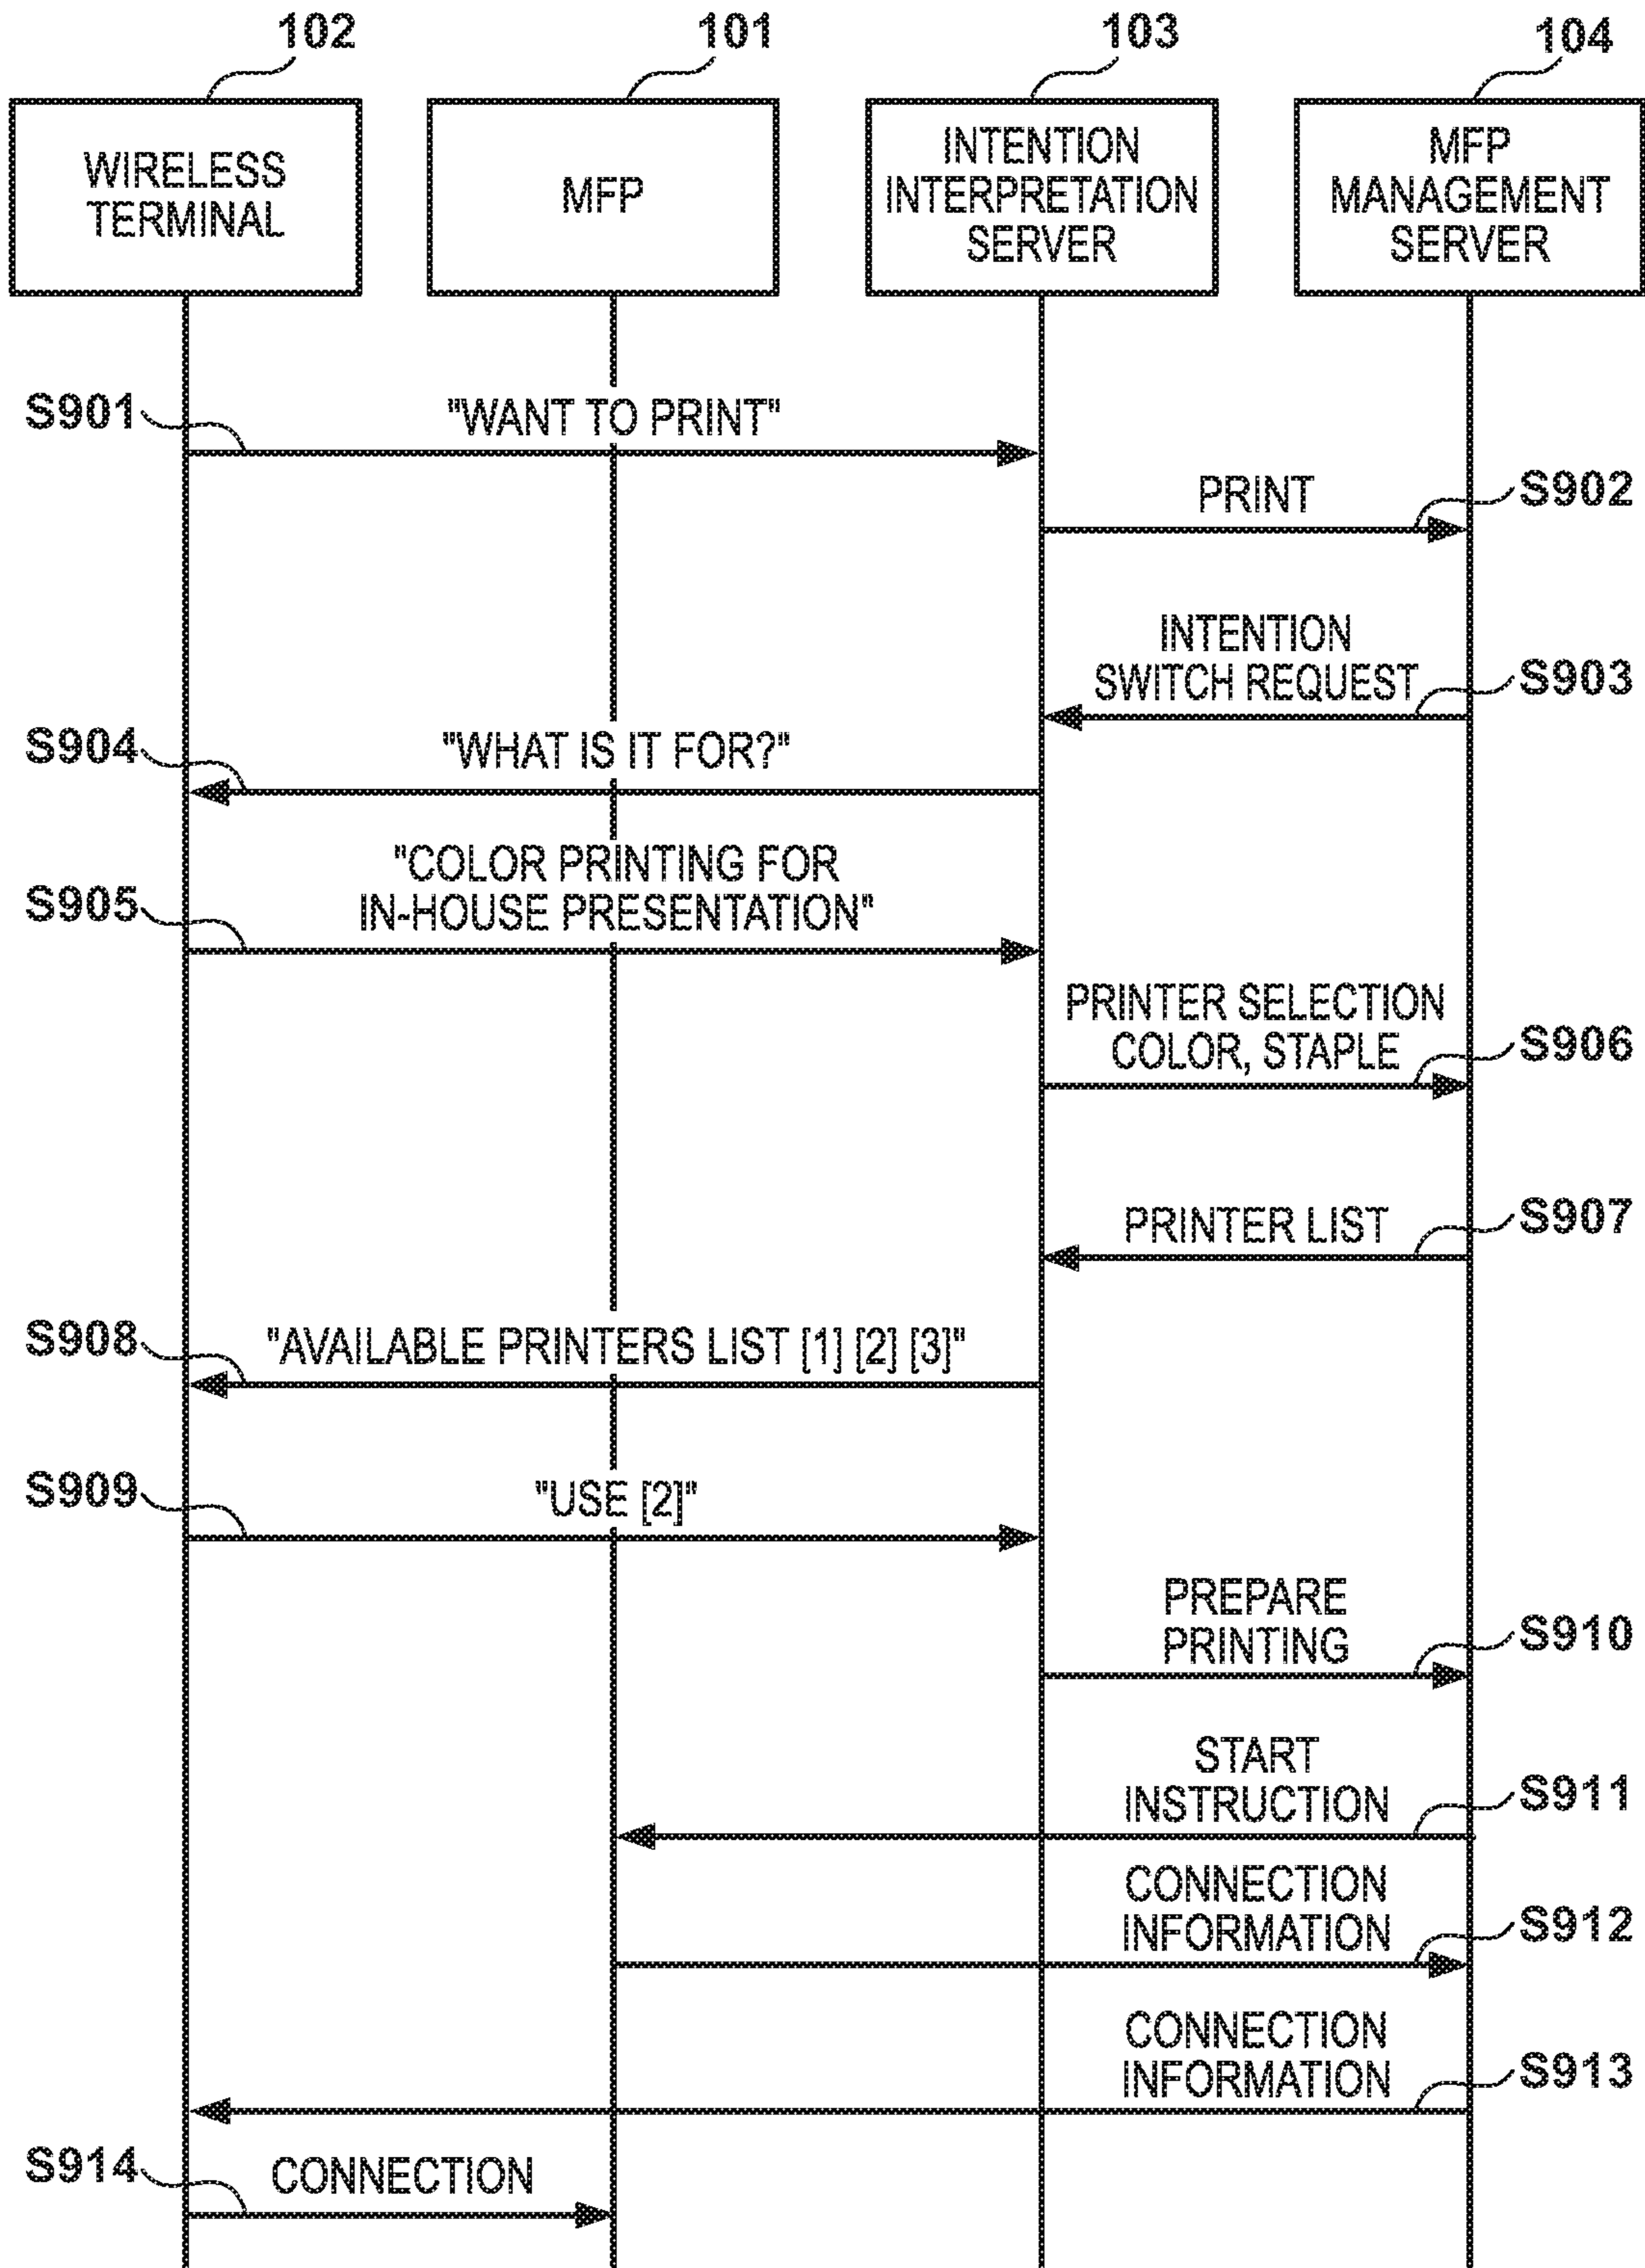 102
101
103
104
WIRELESS
TERMINAL
MFP
INTENTION
INTERPRETATION
SERVER
MFP
MANAGEMENT
SERVER
S901
"WANT TO PRINT"
PRINT
S902
INTENTION
SWITCH REQUEST
S903
S904
"WHAT IS IT FOR?"
S905
"COLOR PRINTING FOR
IN-HOUSE PRESENTATION"
PRINTER SELECTION
COLOR, STAPLE
S906
PRINTER LIST
S907
S908
"AVAILABLE PRINTERS LIST [1] [2] [3]"
S909
"USE [2]"
PREPARE
PRINTING
S910
START
INSTRUCTION
S911
CONNECTION
INFORMATION
S912
CONNECTION
INFORMATION
S913
S914
CONNECTION